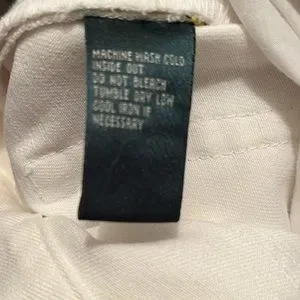 MACHINE WASH COLD
INSIDE OUT
DO NOT BLEACH
TUMBLE DRY LOW
COOL IRON IF
NECESSARY